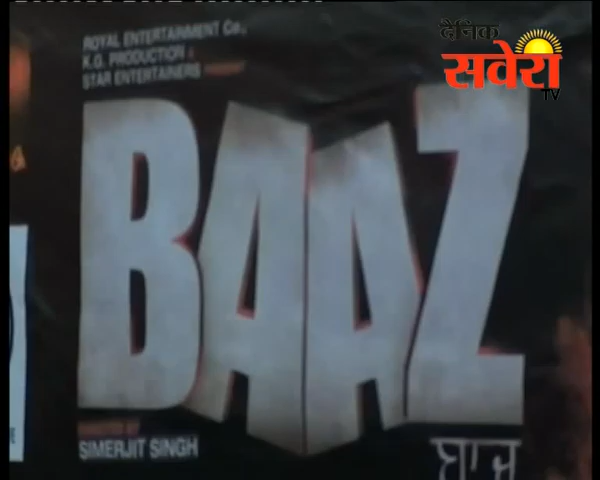 ROYAL ENTERTAINMENT Co.,
K.G. PRODUCTION &
STAR ENTERTAINERS
दैनिक
सवेरा
TV
BAAZ
SIMERJIT SINGH
ਬਾਜ਼